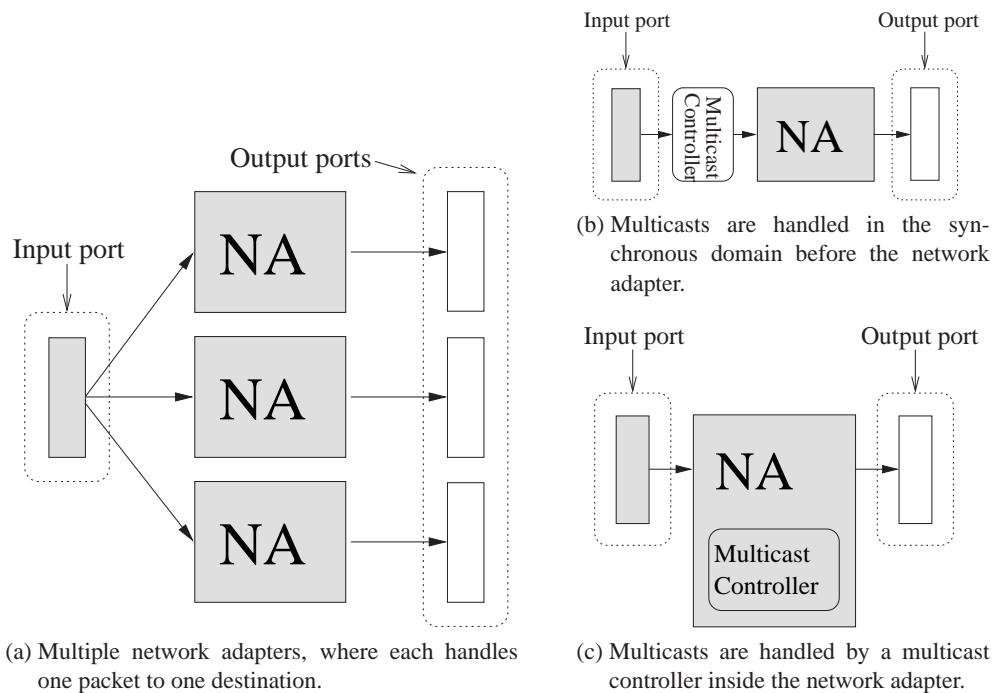 Output ports
Input port
NA
NA
NA
(a) Multiple network adapters, where each handles
one packet to one destination.
Input port
Output port
Multicast
Controller
NA
(b) Multicasts are handled in the syn-
chronous domain before the network
adapter.
Input port
Output port
NA
Multicast
Controller
(c) Multicasts are handled by a multicast
controller inside the network adapter.